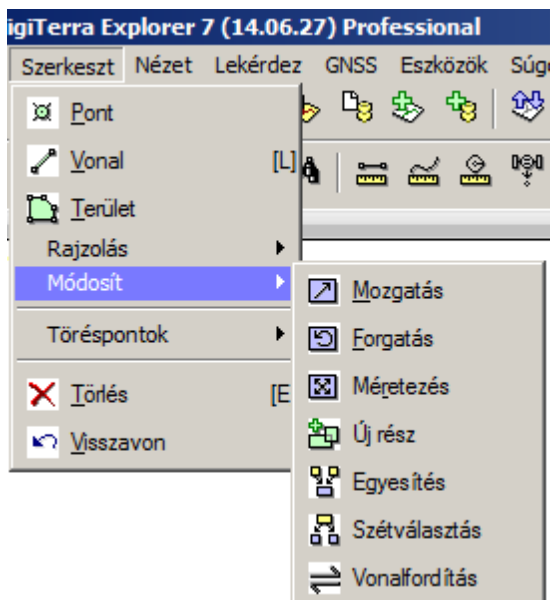 igiTerra Explorer 7 (14.06.27) Professional
Szerkeszt Nézet Lekérdez GNSS Eszközök Súgó
Pont
Vonal [L]
Terület
Rajzolás
Módosít
Mozgatás
Töréspontok
Forgatás
Méretezés
Törlés [E
Új rész
Visszavon
Egyesítés
Szétválasztás
Vonalfordítás